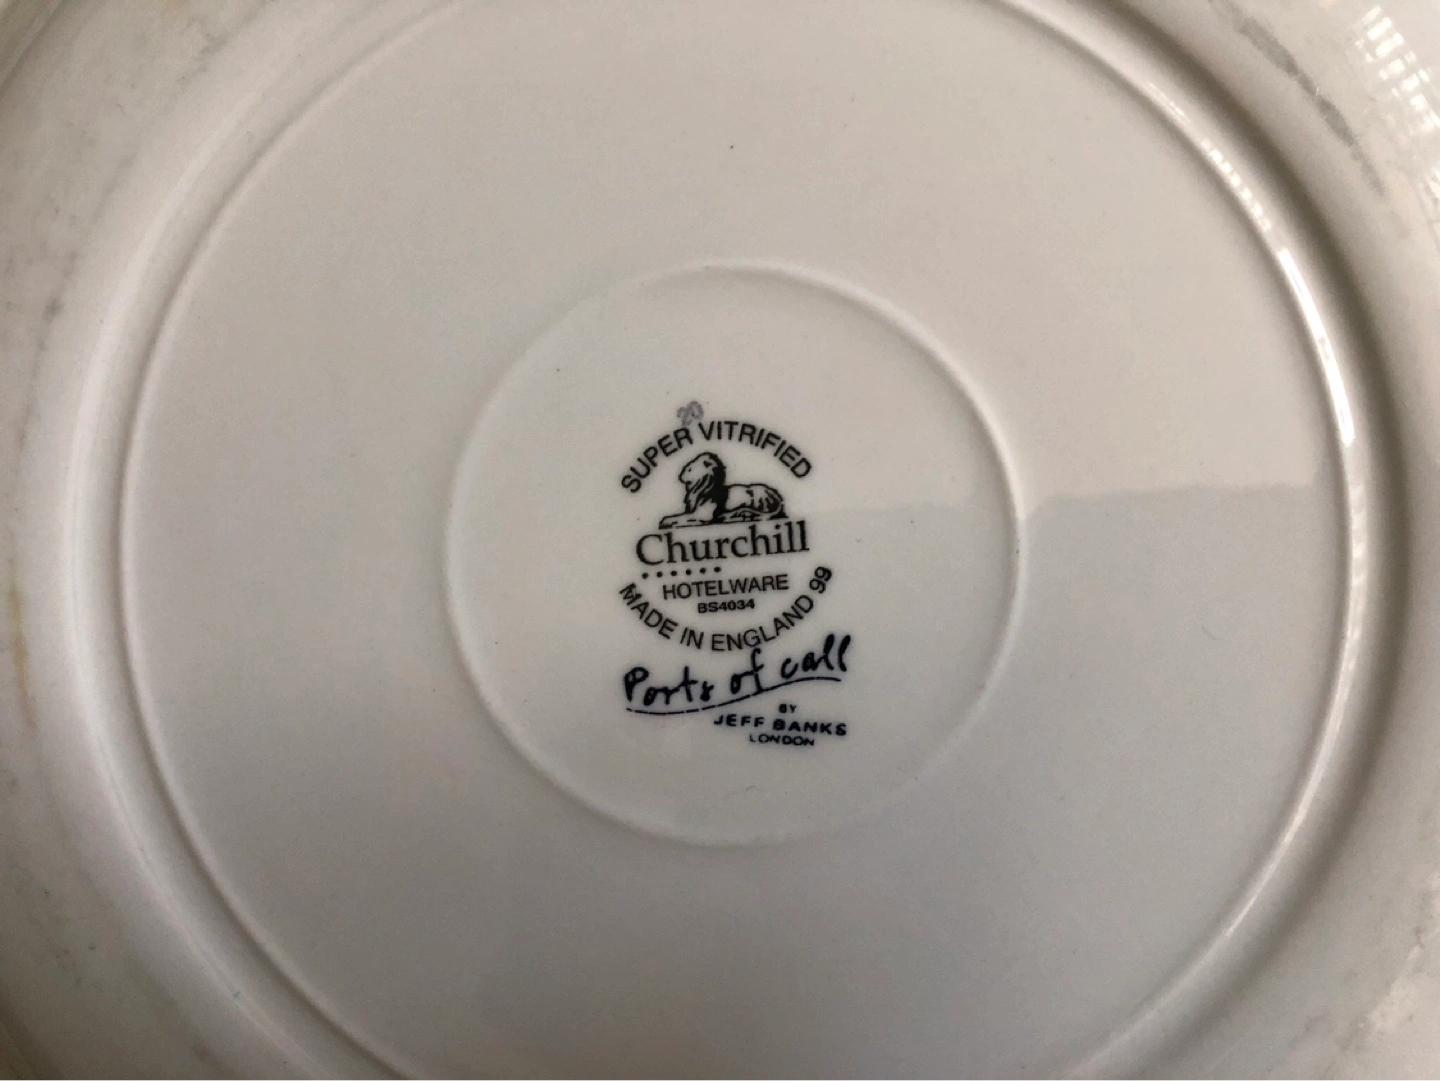 20
SUPER VITRIFIED
Churchill
HOTELWARE
BS4034
MADE IN ENGLAND 99
Ports of call
BY
JEFF BANKS
LONDON